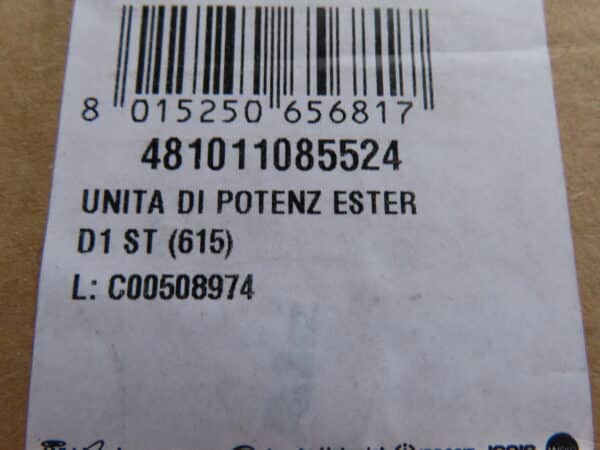 8 015250 656817
481011085524
UNITA DI POTENZ ESTER
D1 ST (615)
L: C00508974